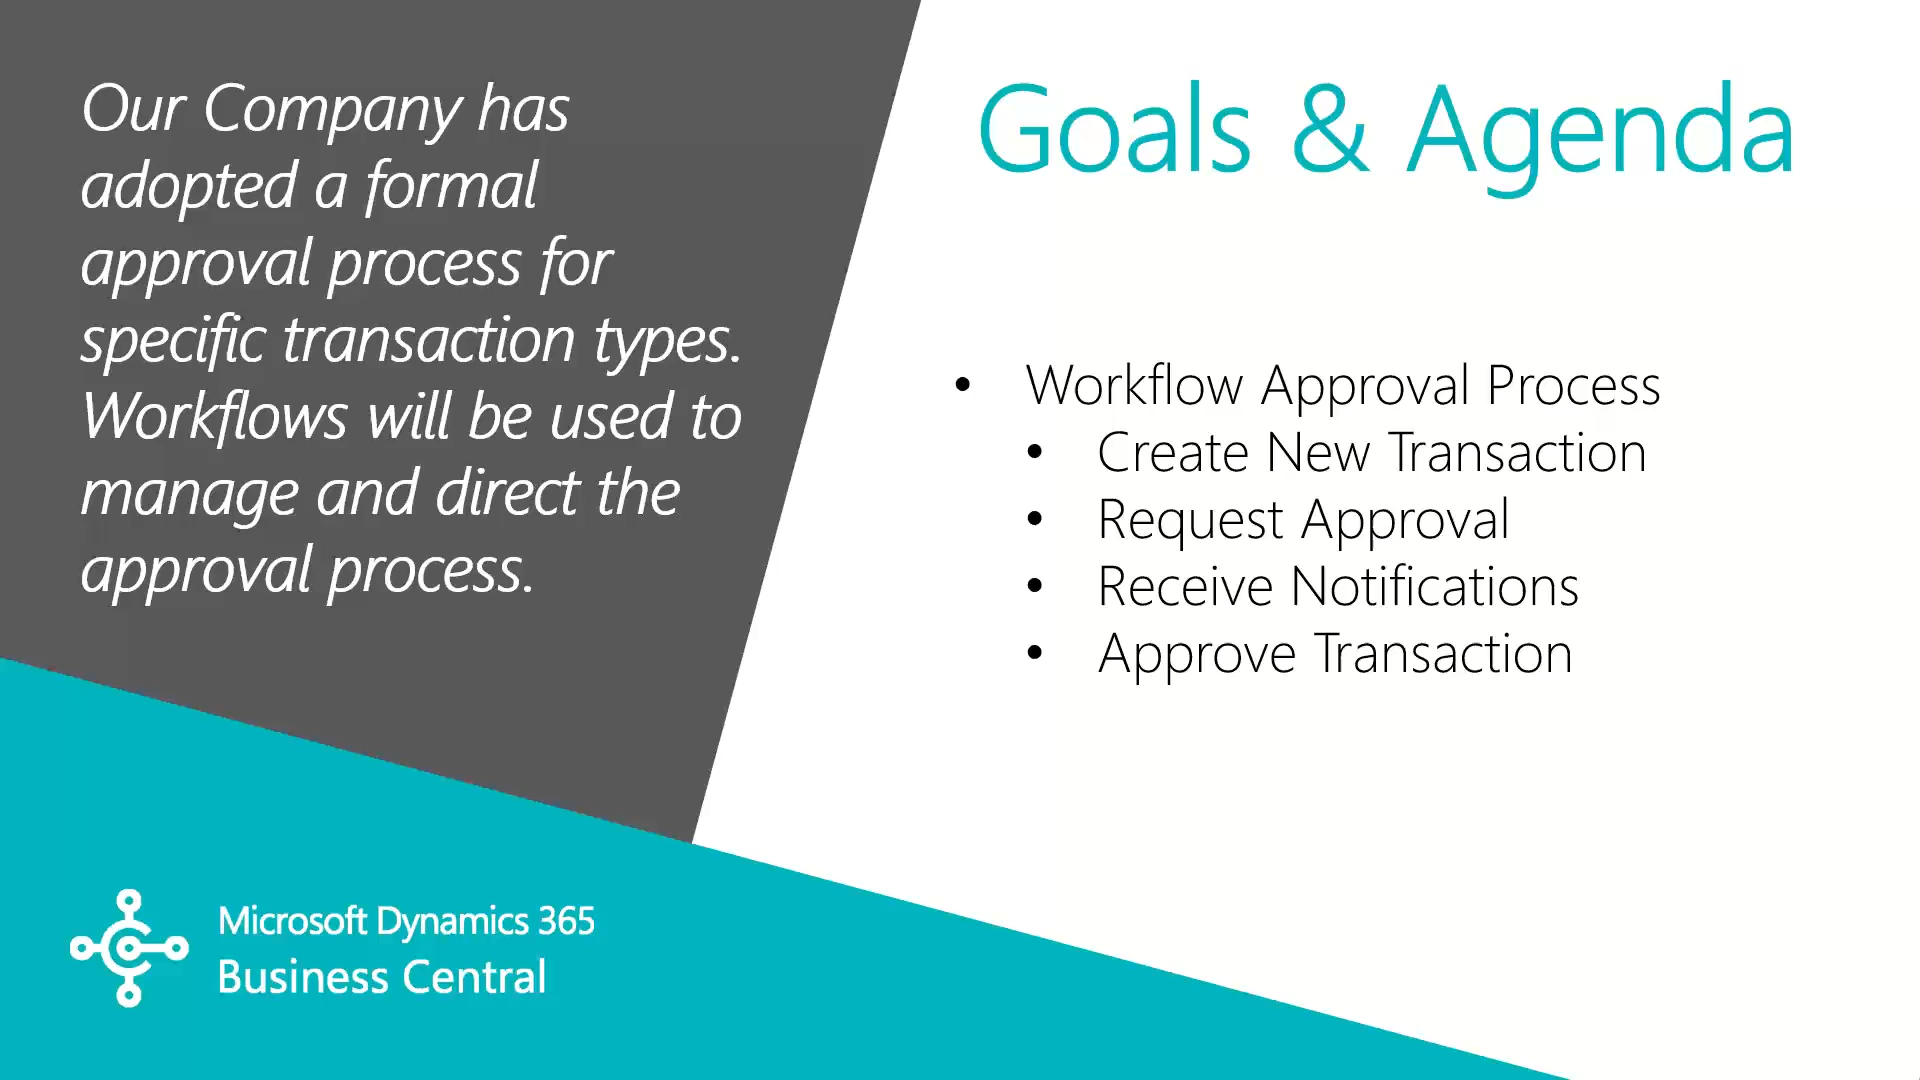 Our Company has
adopted a formal
approval process for
specific transaction types.
Workflows will be used to
manage and direct the
approval process.
Goals & Agenda
• Workflow Approval Process
• Create New Transaction
• Request Approval
• Receive Notifications
• Approve Transaction
Microsoft Dynamics 365
Business Central